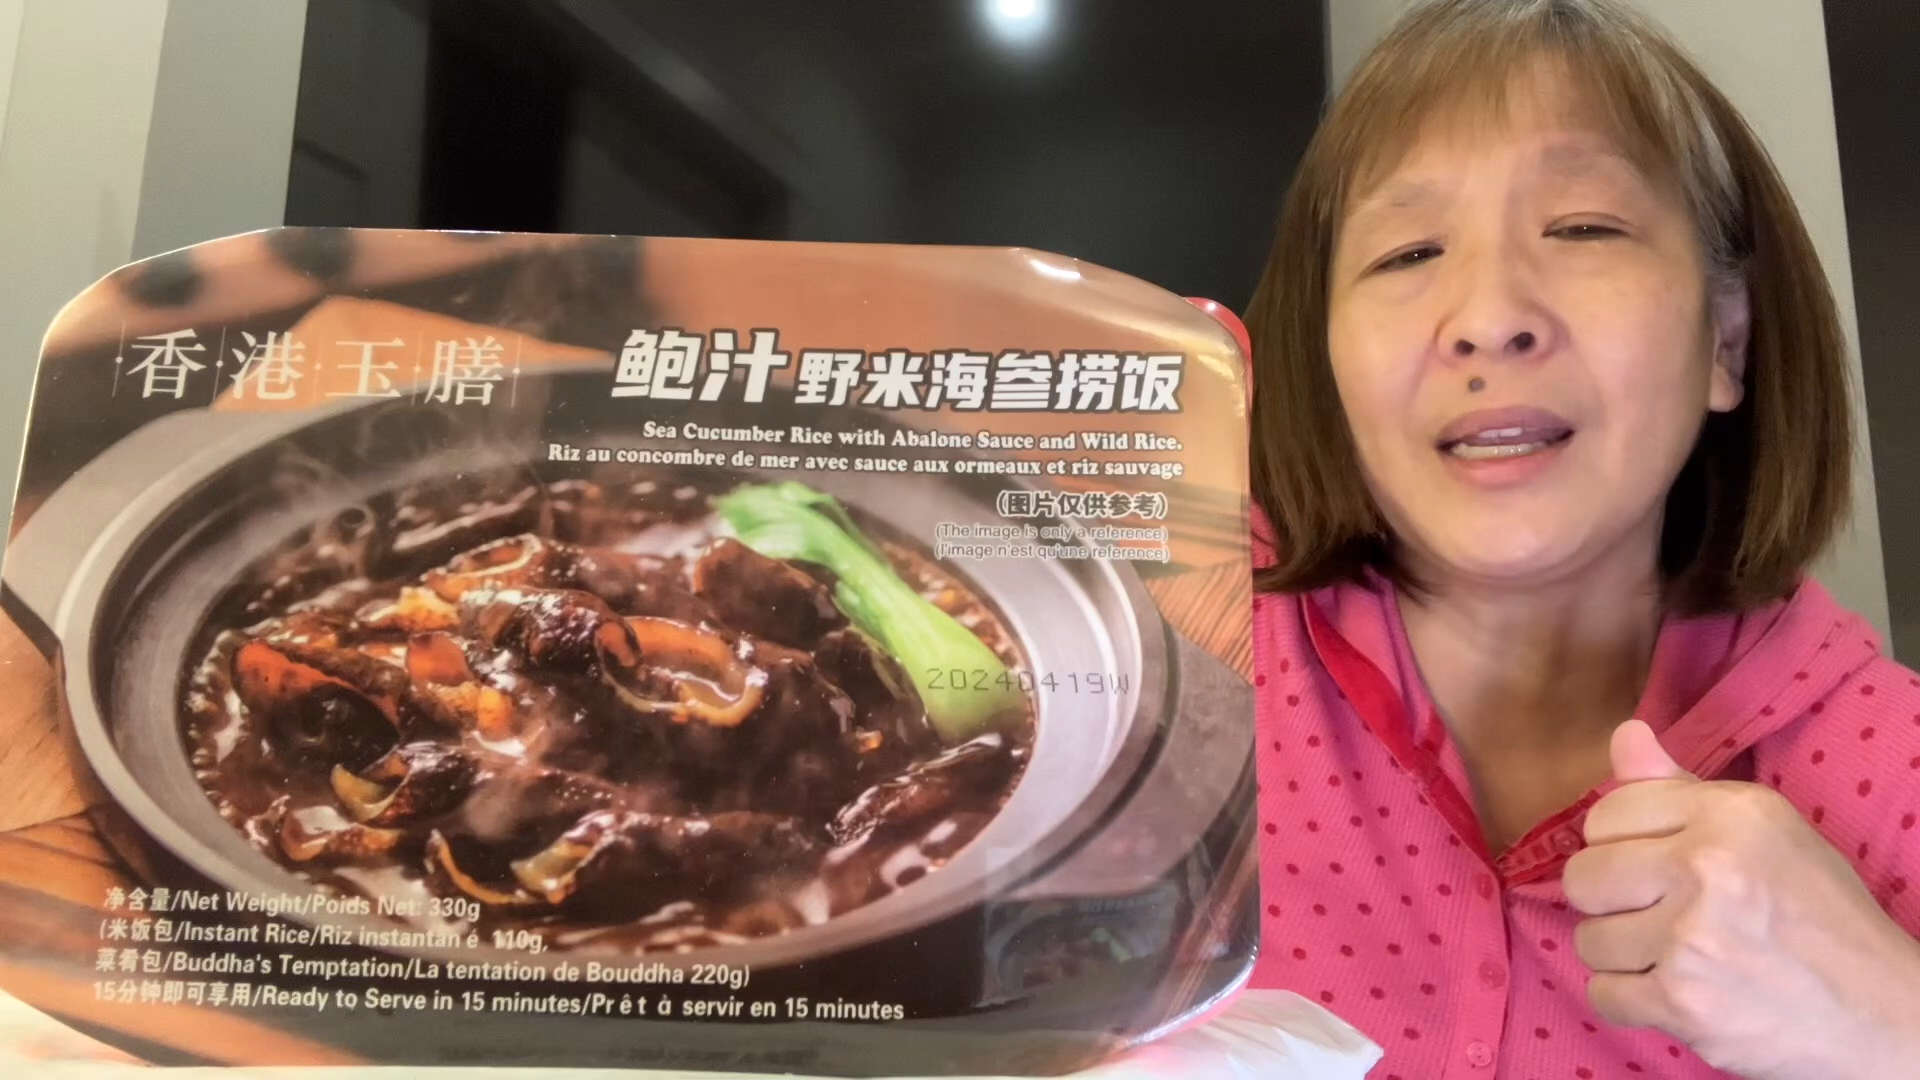 香港玉膳
鲍汁野米海参捞饭
Sea Cucumber Rice with Abalone Sauce and Wild Rice.
Riz au concombre de mer avec sauce aux ormeaux et riz sauvage
(图片仅供参考)
(The image is only a reference)
(l'image n'est qu'une reference)
20240419W
净含量/Net Weight/Poids Net: 330g
(米饭包/Instant Rice/Riz instantané 110g,
菜肴包/Buddha's Temptation/La tentation de Bouddha 220g)
15分钟即可享用/Ready to Serve in 15 minutes/Prêt à servir en 15 minutes